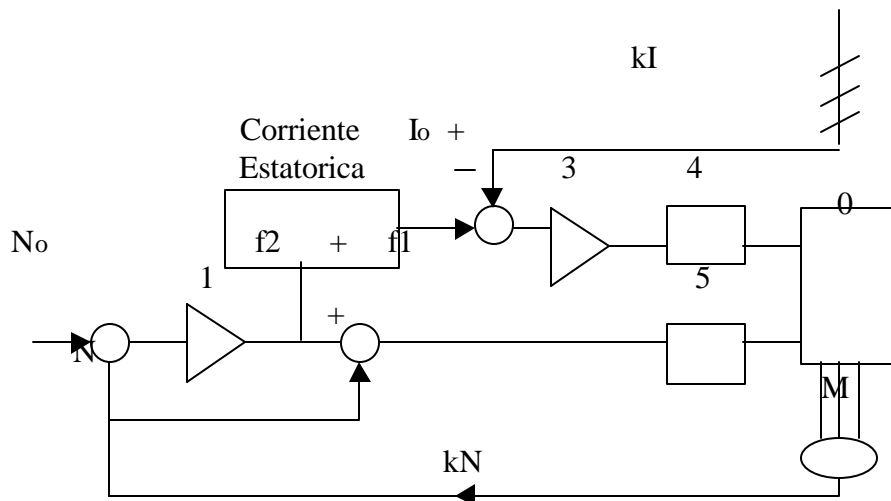 kI
Corriente Io +
Estatorica − 3 4
0
No f2 + f1
1 5
+
N
M
kN